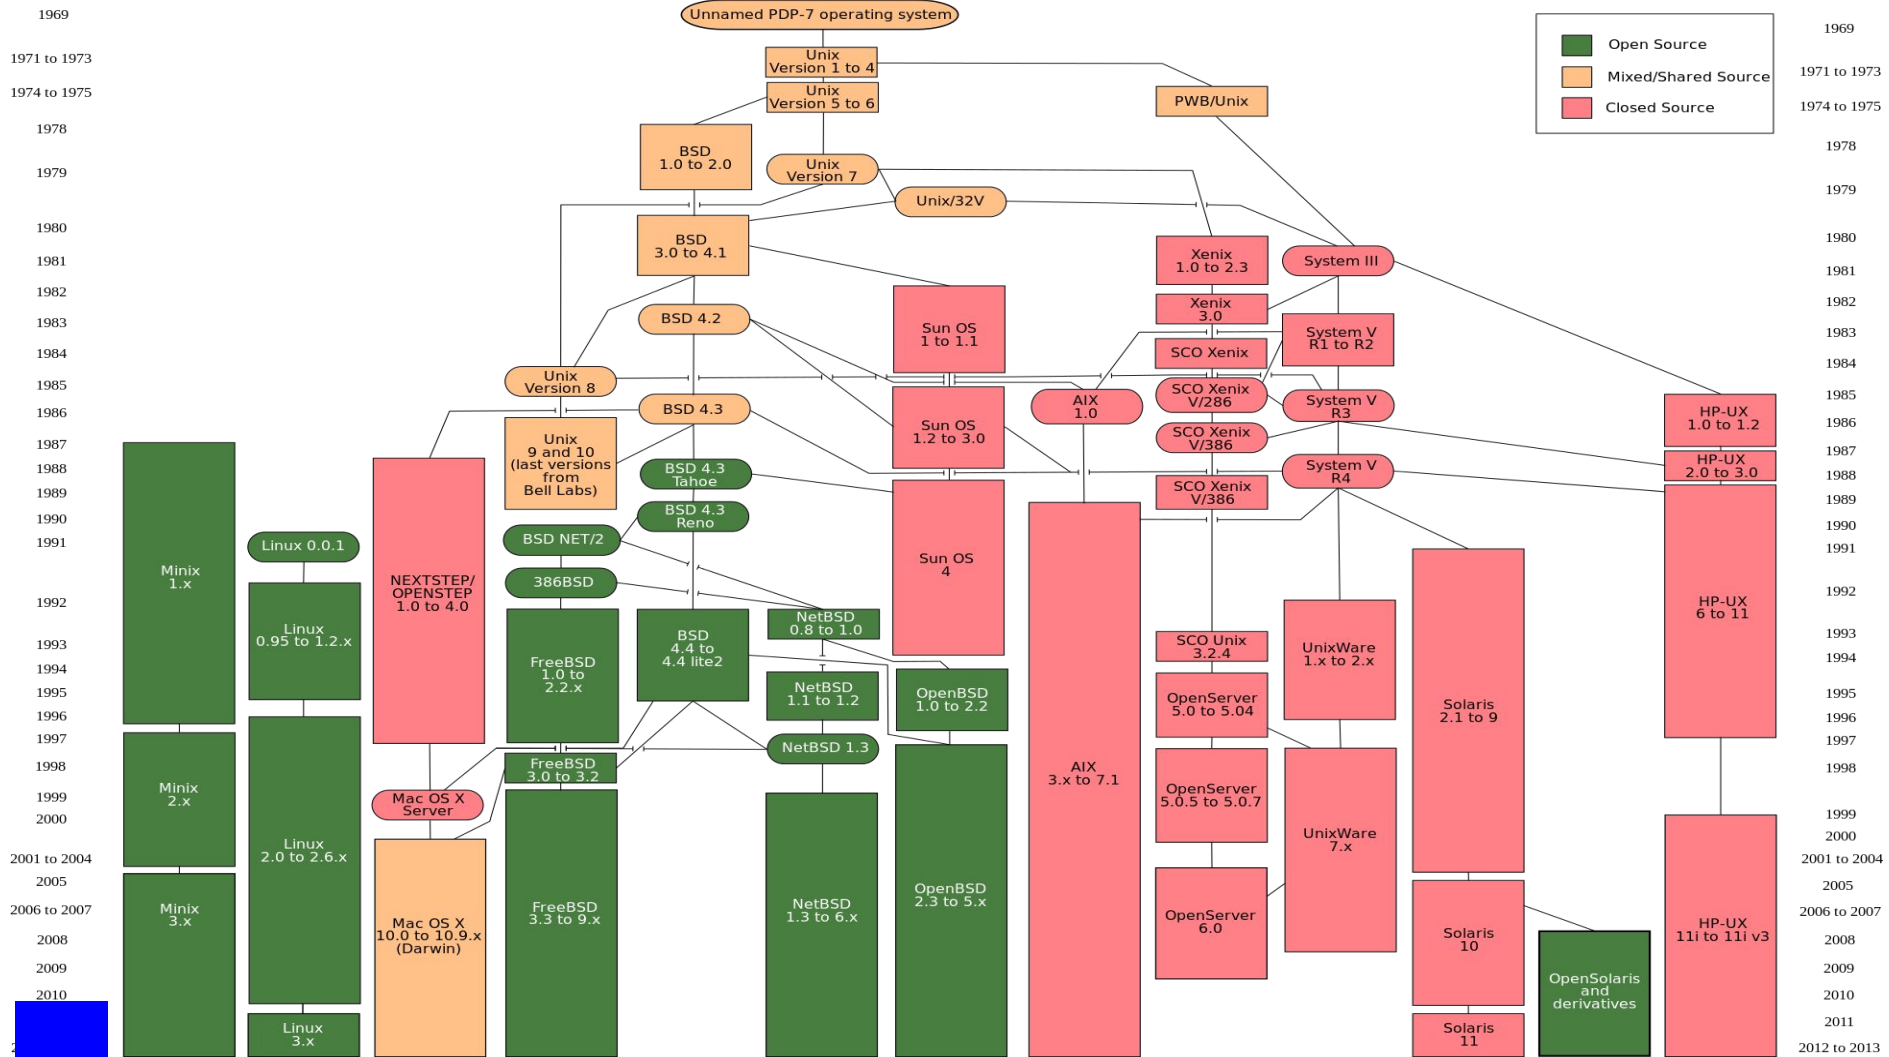 Unnamed PDP-7 operating system
1969
1969
Open Source
Mixed/Shared Source
Closed Source
Unix
Version 1 to 4
1971 to 1973
1971 to 1973
Unix
Version 5 to 6
1974 to 1975
PWB/Unix
1974 to 1975
1978
BSD
1.0 to 2.0
1978
Unix
Version 7
1979
1979
Unix/32V
1980
BSD
3.0 to 4.1
1980
Xenix
1.0 to 2.3
System III
1981
1981
1982
Xenix
3.0
1982
1983
BSD 4.2
Sun OS
1 to 1.1
System V
R1 to R2
1983
1984
SCO Xenix
1984
Unix
Version 8
1985
SCO Xenix
V/286
1985
BSD 4.3
AIX
1.0
System V
R3
1986
HP-UX
1.0 to 1.2
1986
Sun OS
1.2 to 3.0
SCO Xenix
V/386
1987
Unix
9 and 10
(last versions
from
Bell Labs)
1987
HP-UX
2.0 to 3.0
1988
BSD 4.3
Tahoe
System V
R4
1988
1989
SCO Xenix
V/386
1989
1990
BSD 4.3
Reno
1990
1991
Linux 0.0.1
BSD NET/2
1991
Minix
1.x
NEXTSTEP/
OPENSTEP
1.0 to 4.0
386BSD
Sun OS
4
1992
1992
HP-UX
6 to 11
Linux
0.95 to 1.2.x
NetBSD
0.8 to 1.0
1993
BSD
4.4 to
4.4 lite2
SCO Unix
3.2.4
UnixWare
1.x to 2.x
1993
1994
FreeBSD
1.0 to
2.2.x
1994
1995
NetBSD
1.1 to 1.2
OpenBSD
1.0 to 2.2
OpenServer
5.0 to 5.04
Solaris
2.1 to 9
1995
1996
1996
1997
NetBSD 1.3
1997
1998
FreeBSD
3.0 to 3.2
AIX
3.x to 7.1
1998
Minix
2.x
1999
Mac OS X
Server
OpenServer
5.0.5 to 5.0.7
1999
2000
2000
Linux
2.0 to 2.6.x
UnixWare
7.x
2001 to 2004
2001 to 2004
2005
2005
2006 to 2007
Minix
3.x
FreeBSD
3.3 to 9.x
NetBSD
1.3 to 6.x
OpenBSD
2.3 to 5.x
2006 to 2007
Mac OS X
10.0 to 10.9.x
(Darwin)
OpenServer
6.0
Solaris
10
HP-UX
11i to 11i v3
2008
2008
2009
2009
OpenSolaris
and
derivatives
2010
2010
Linux
3.x
Solaris
11
2011
2012 to 2013